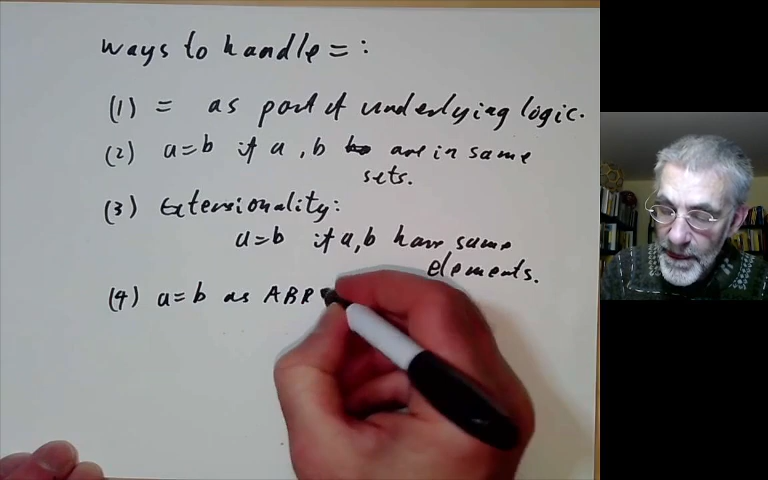 ways to handle = :
(1) = as part of underlying logic.
(2) a=b if a, b are in same
sets.
(3) Extensionality:
a=b if a,b have same
elements.
(4) a=b as ABR